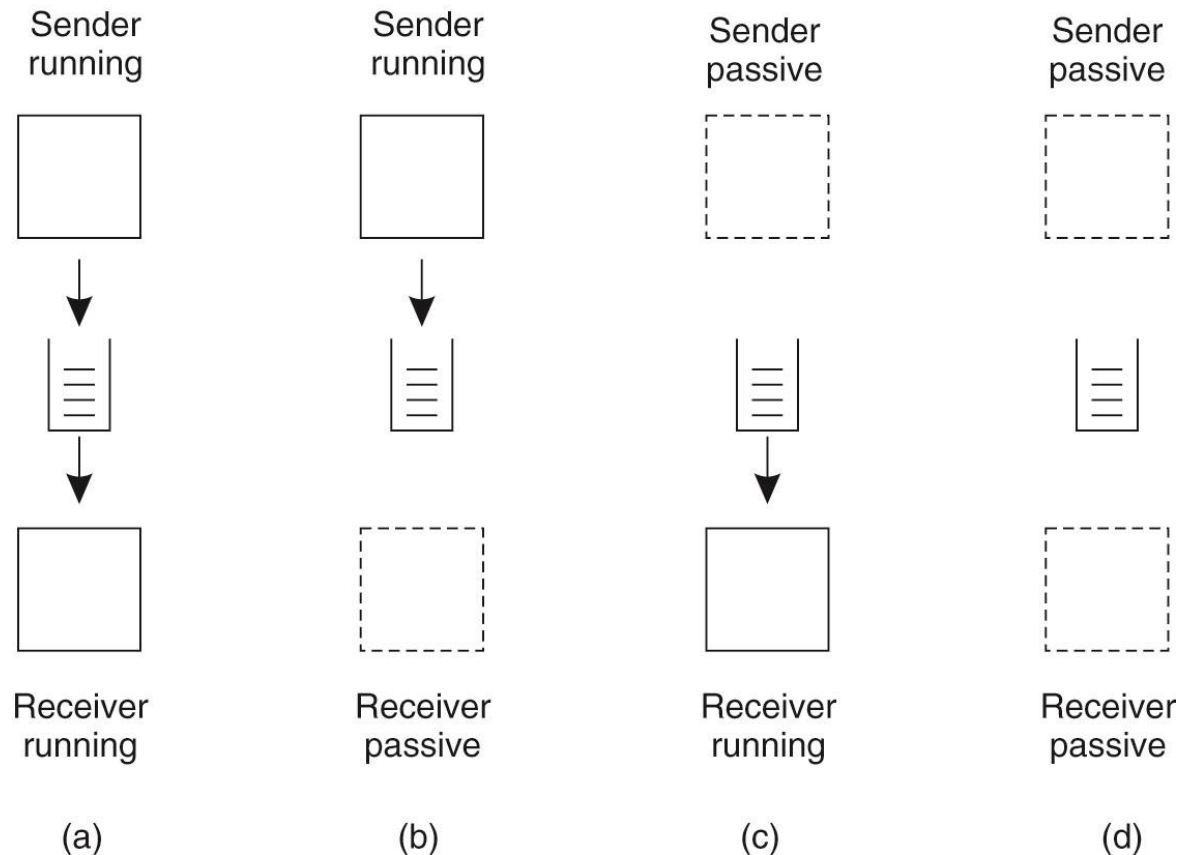 Sender
running
Sender
running
Sender
passive
Sender
passive
Receiver
running
Receiver
passive
Receiver
running
Receiver
passive
(a)
(b)
(c)
(d)